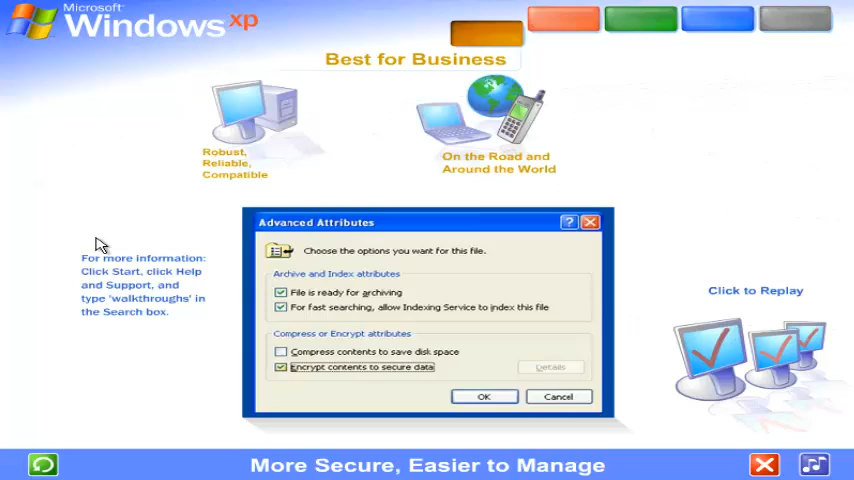 Microsoft
Windows xp
Best for Business
Robust,
Reliable,
Compatible
On the Road and
Around the World
Advanced Attributes
Choose the options you want for this file.
Archive and Index attributes
File is ready for archiving
For fast searching, allow Indexing Service to index this file
Compress or Encrypt attributes
Compress contents to save disk space
Encrypt contents to secure data
Details
OK
Cancel
For more information:
Click Start, click Help
and Support, and
type 'walkthroughs' in
the Search box.
Click to Replay
More Secure, Easier to Manage